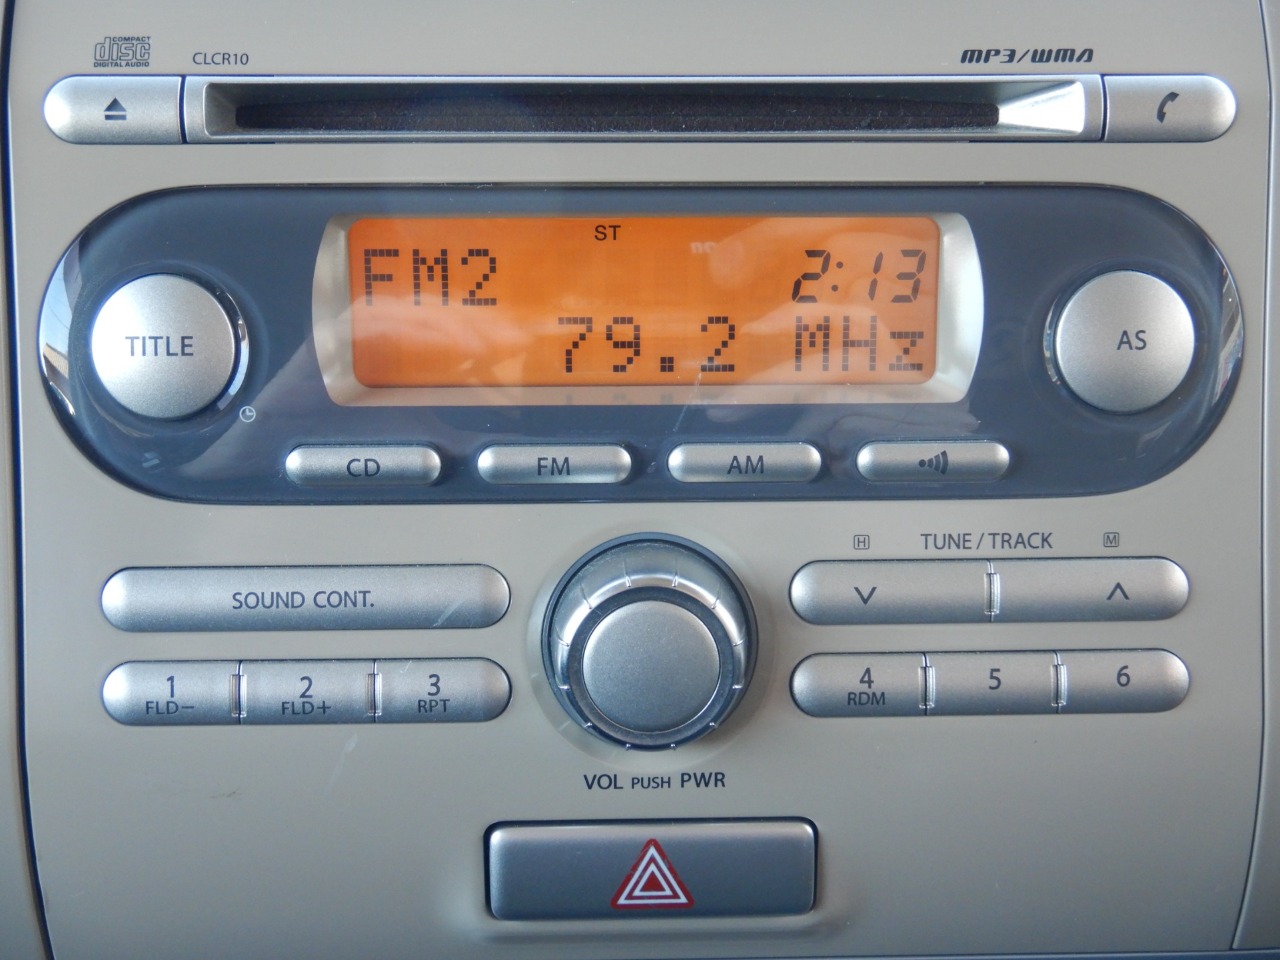 COMPACT
disc
DIGITAL AUDIO
CLCR10
MP3/WMA
ST
FM2 2:13
79.2 MHz
TITLE
AS
CD FM AM
H TUNE/TRACK M
SOUND CONT.
1 2 3
FLD− FLD+ RPT
4 5 6
RDM
VOL PUSH PWR